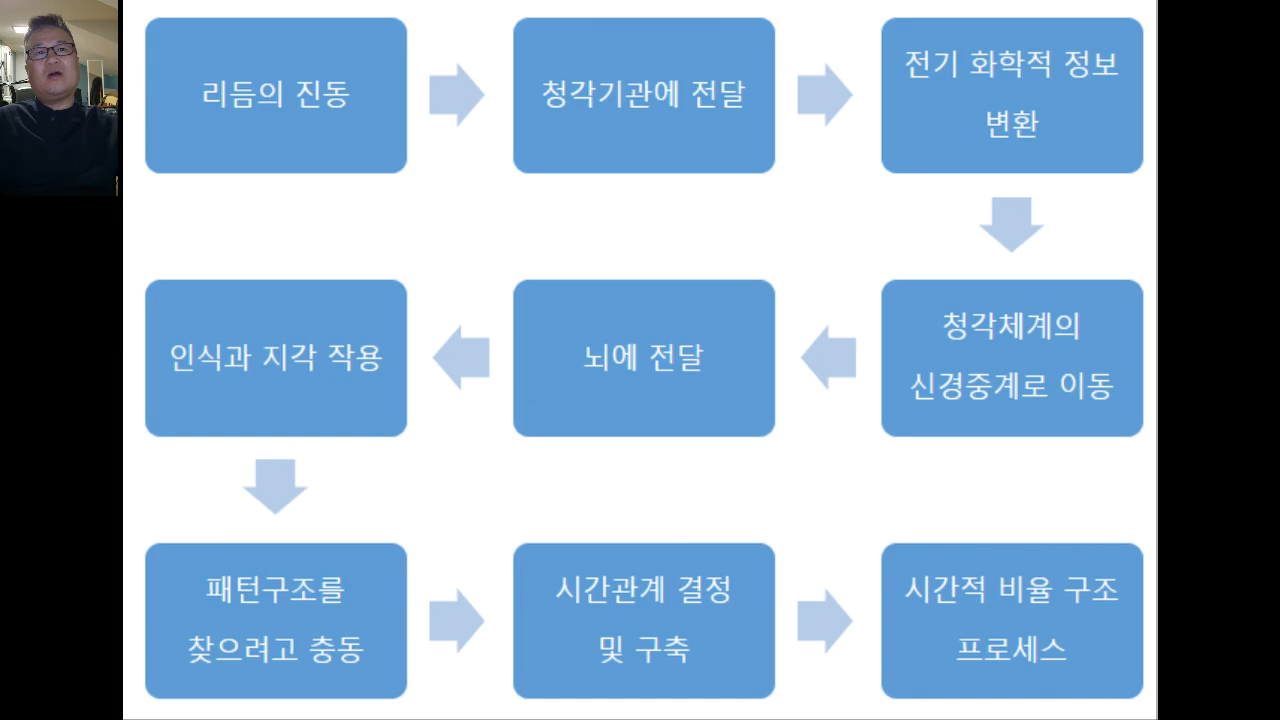 리듬의 진동
청각기관에 전달
전기 화학적 정보
변환
청각체계의
신경중계로 이동
뇌에 전달
인식과 지각 작용
패턴구조를
찾으려고 충동
시간관계 결정
및 구축
시간적 비율 구조
프로세스